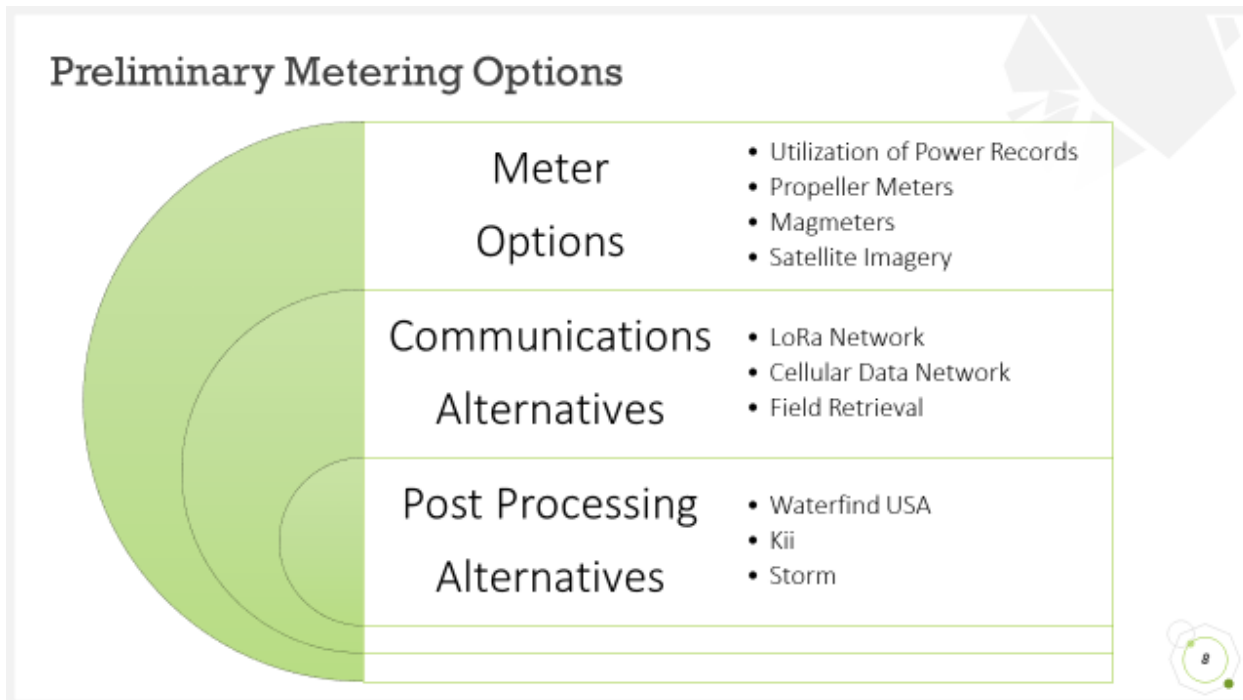 Preliminary Metering Options
Meter
Options
• Utilization of Power Records
• Propeller Meters
• Magmeters
• Satellite Imagery
Communications
Alternatives
• LoRa Network
• Cellular Data Network
• Field Retrieval
Post Processing
Alternatives
• Waterfind USA
• Kii
• Storm
8